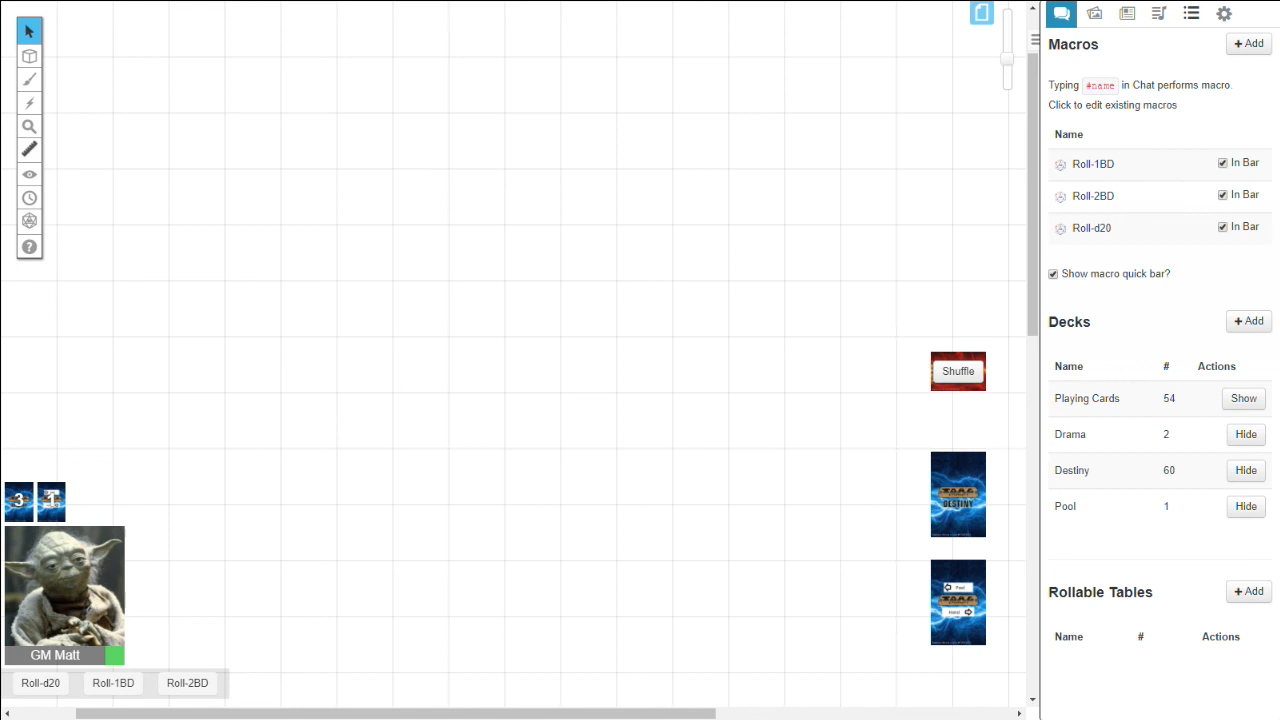 Macros
+ Add
Typing #name in Chat performs macro.
Click to edit existing macros
Name
Roll-1BD
In Bar
Roll-2BD
In Bar
Roll-d20
In Bar
Show macro quick bar?
Decks
+ Add
Name # Actions
Playing Cards 54 Show
Drama 2 Hide
Destiny 60 Hide
Pool 1 Hide
Rollable Tables
+ Add
Name # Actions
Shuffle
DESTINY
Pool
Hand
3
1
GM Matt
Roll-d20
Roll-1BD
Roll-2BD